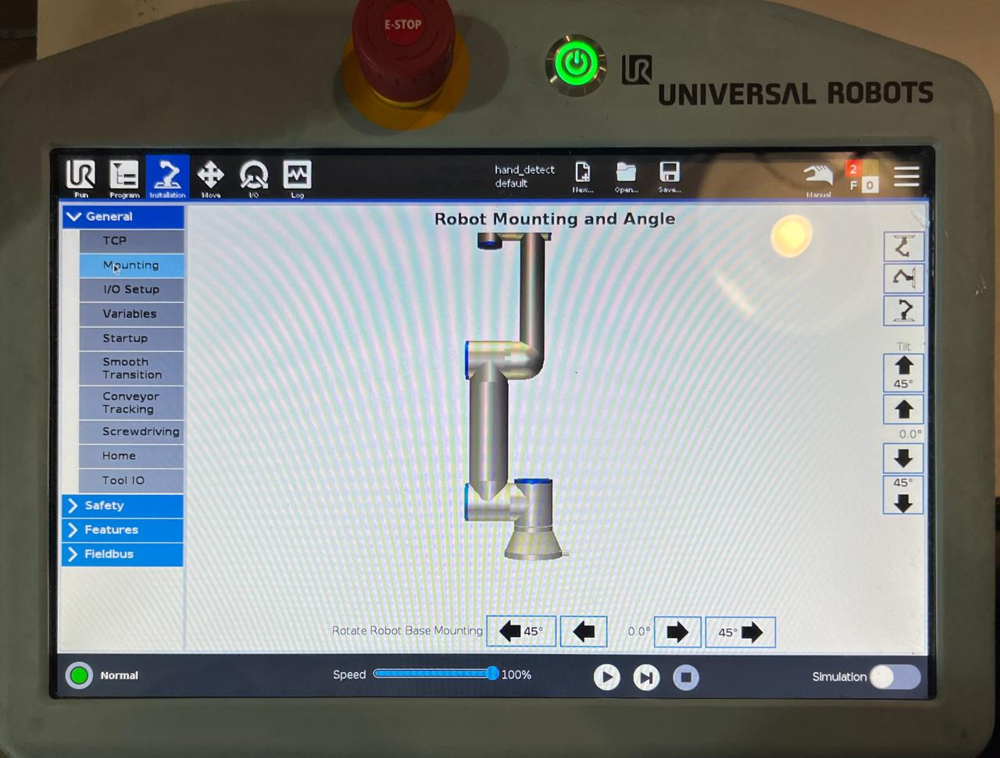 E-STOP
UR
UNIVERSAL ROBOTS
UR
Run
Program
Installation
Move
I/O
Log
hand_detect
default
New...
Open...
Save...
Manual
2
F 0
General
TCP
Mounting
I/O Setup
Variables
Startup
Smooth
Transition
Conveyor
Tracking
Screwdriving
Home
Tool IO
Safety
Features
Fieldbus
Robot Mounting and Angle
Tilt
45°
0.0°
45°
Rotate Robot Base Mounting
45°
0.0°
45°
Normal
Speed
100%
Simulation